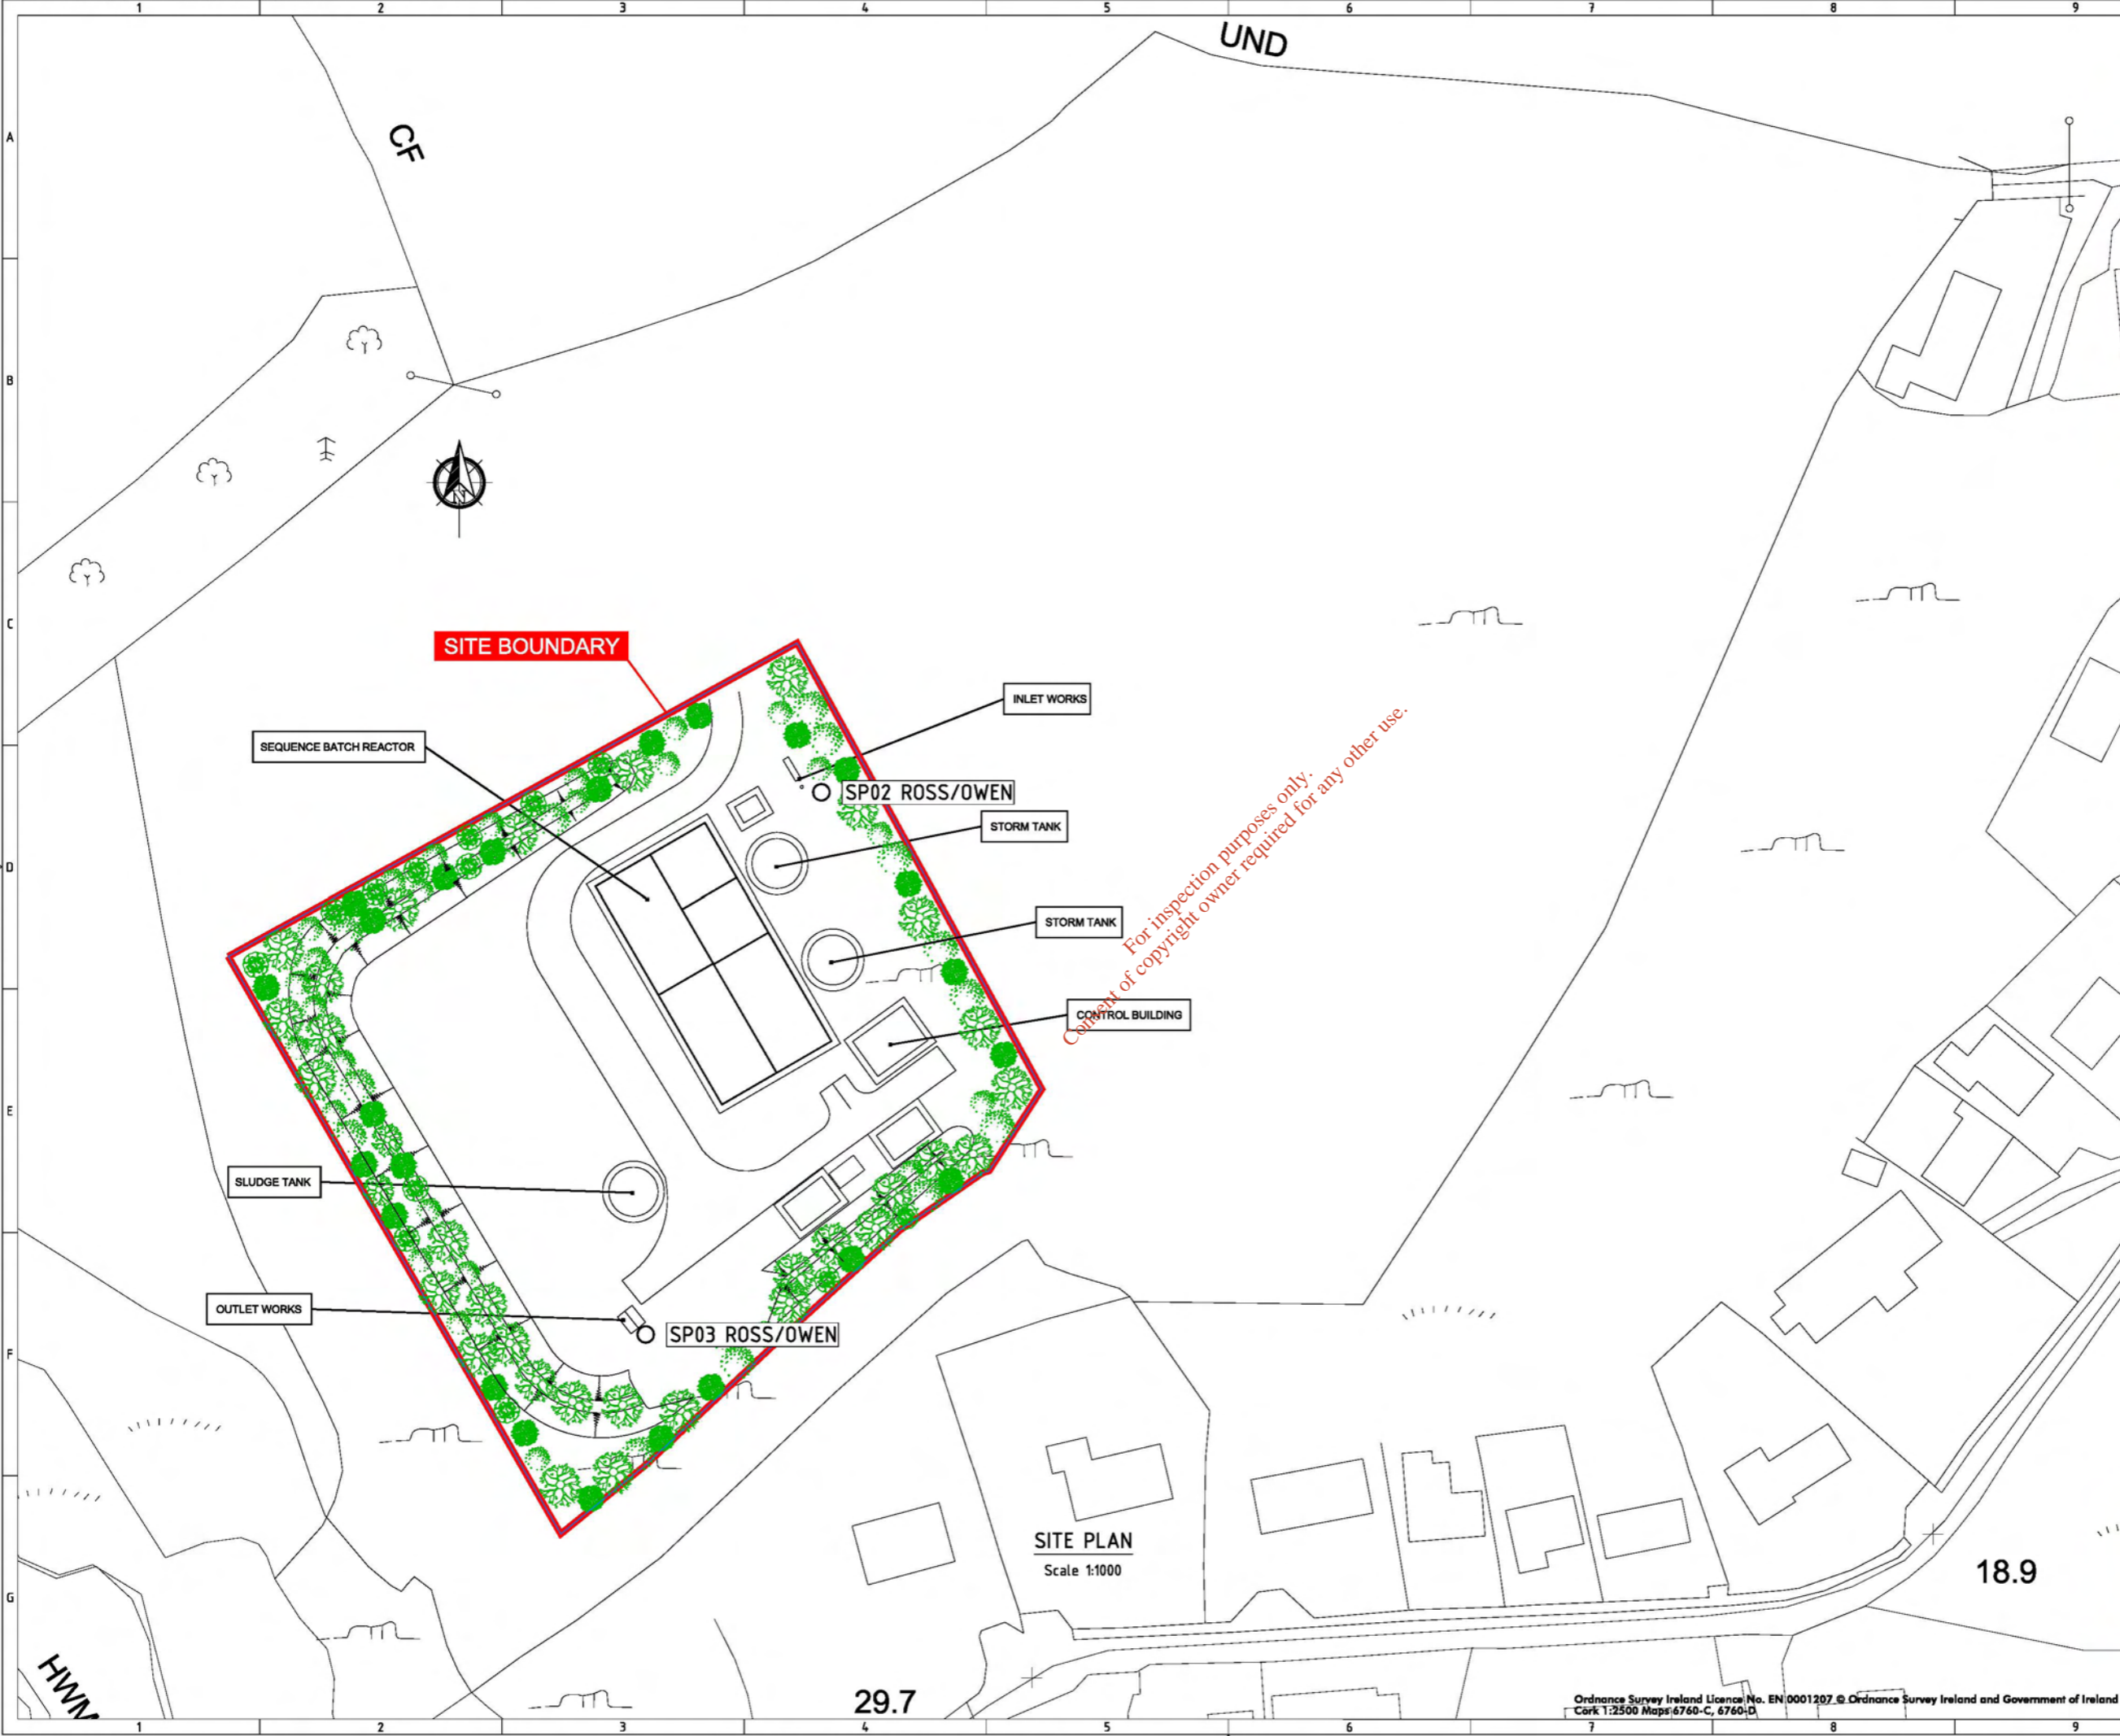 1 2 3 4 5 6 7 8 9
UND
A
CF
B
N
C
SITE BOUNDARY
INLET WORKS
SEQUENCE BATCH REACTOR
SP02 ROSS/OWEN
STORM TANK
D
STORM TANK
For inspection purposes only.
Consent of copyright owner required for any other use.
CONTROL BUILDING
E
SLUDGE TANK
OUTLET WORKS
SP03 ROSS/OWEN
F
SITE PLAN
Scale 1:1000
18.9
G
HWM
29.7
Ordnance Survey Ireland Licence No. EN 0001207 © Ordnance Survey Ireland and Government of Ireland
Cork 1:2500 Maps 6760-C, 6760-D
1 2 3 4 5 6 7 8 9